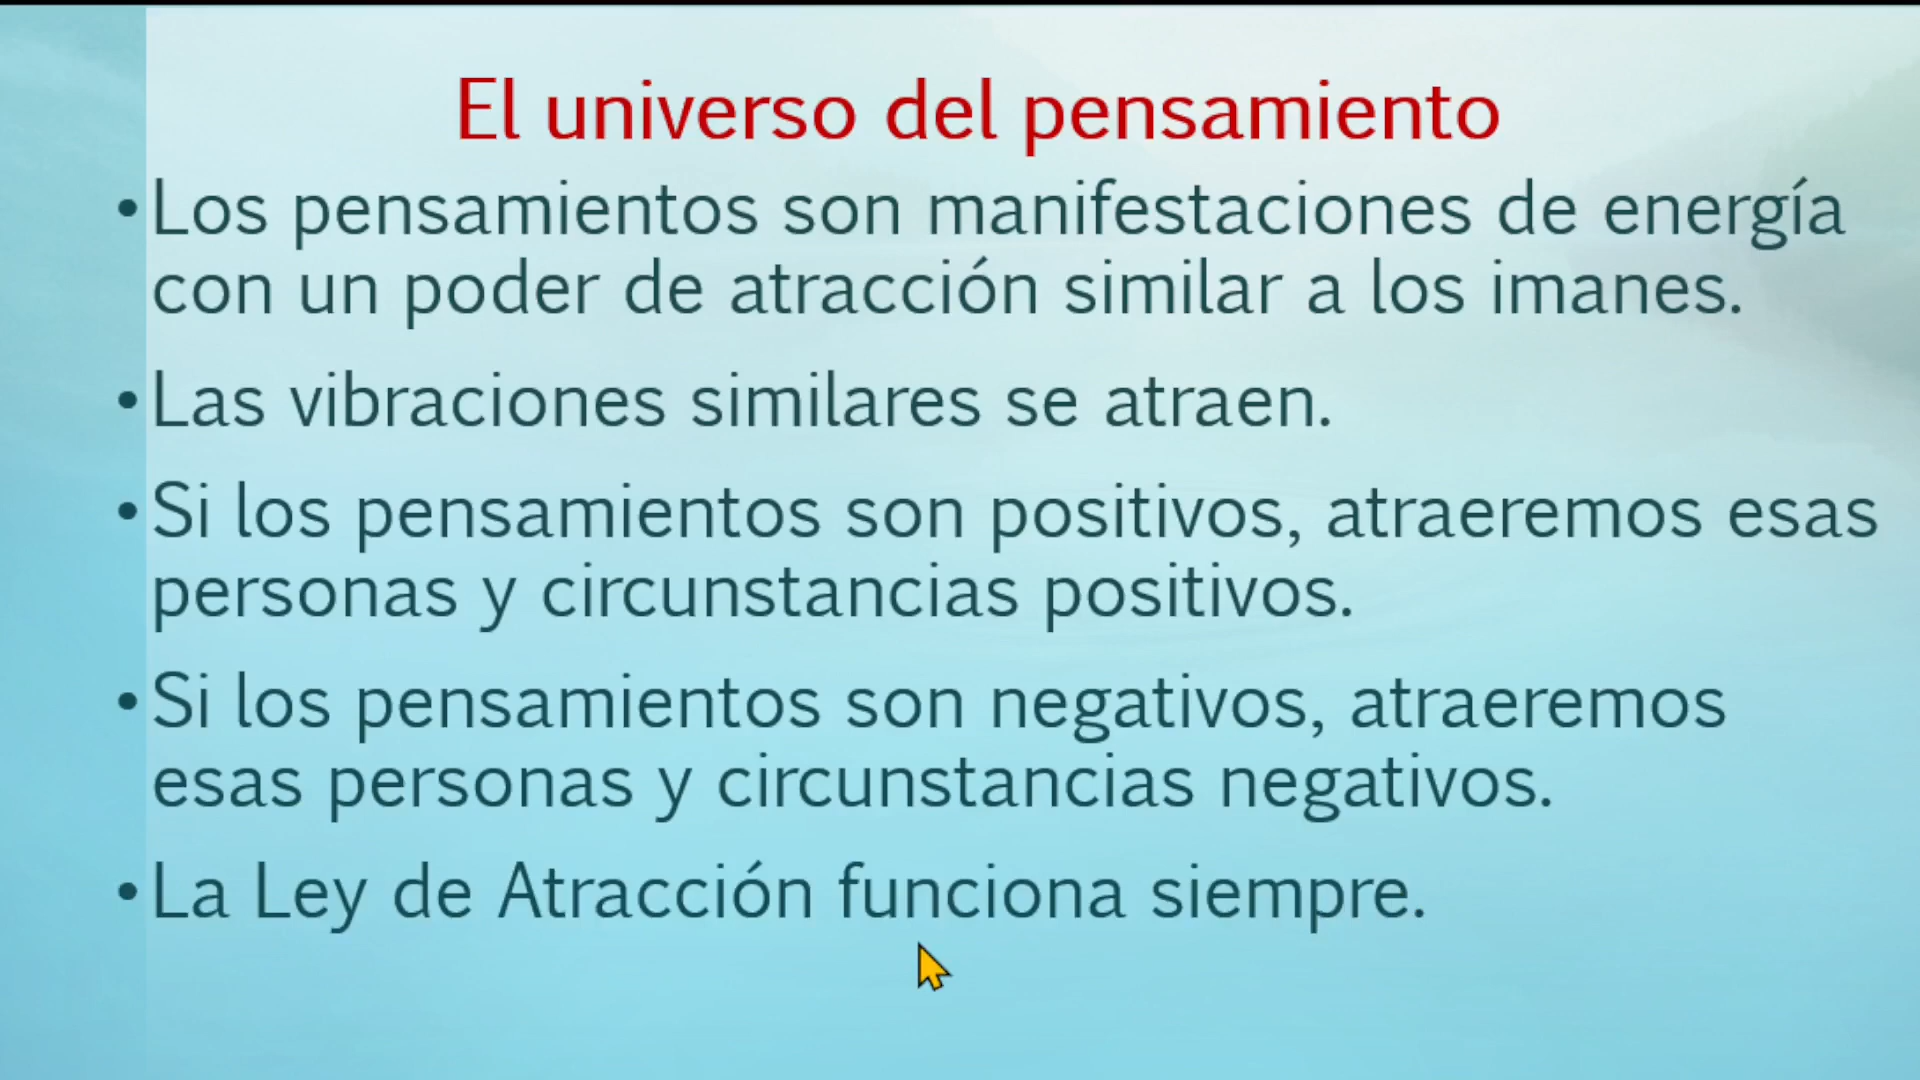 El universo del pensamiento
•Los pensamientos son manifestaciones de energía
con un poder de atracción similar a los imanes.
•Las vibraciones similares se atraen.
•Si los pensamientos son positivos, atraeremos esas
personas y circunstancias positivos.
•Si los pensamientos son negativos, atraeremos
esas personas y circunstancias negativos.
•La Ley de Atracción funciona siempre.